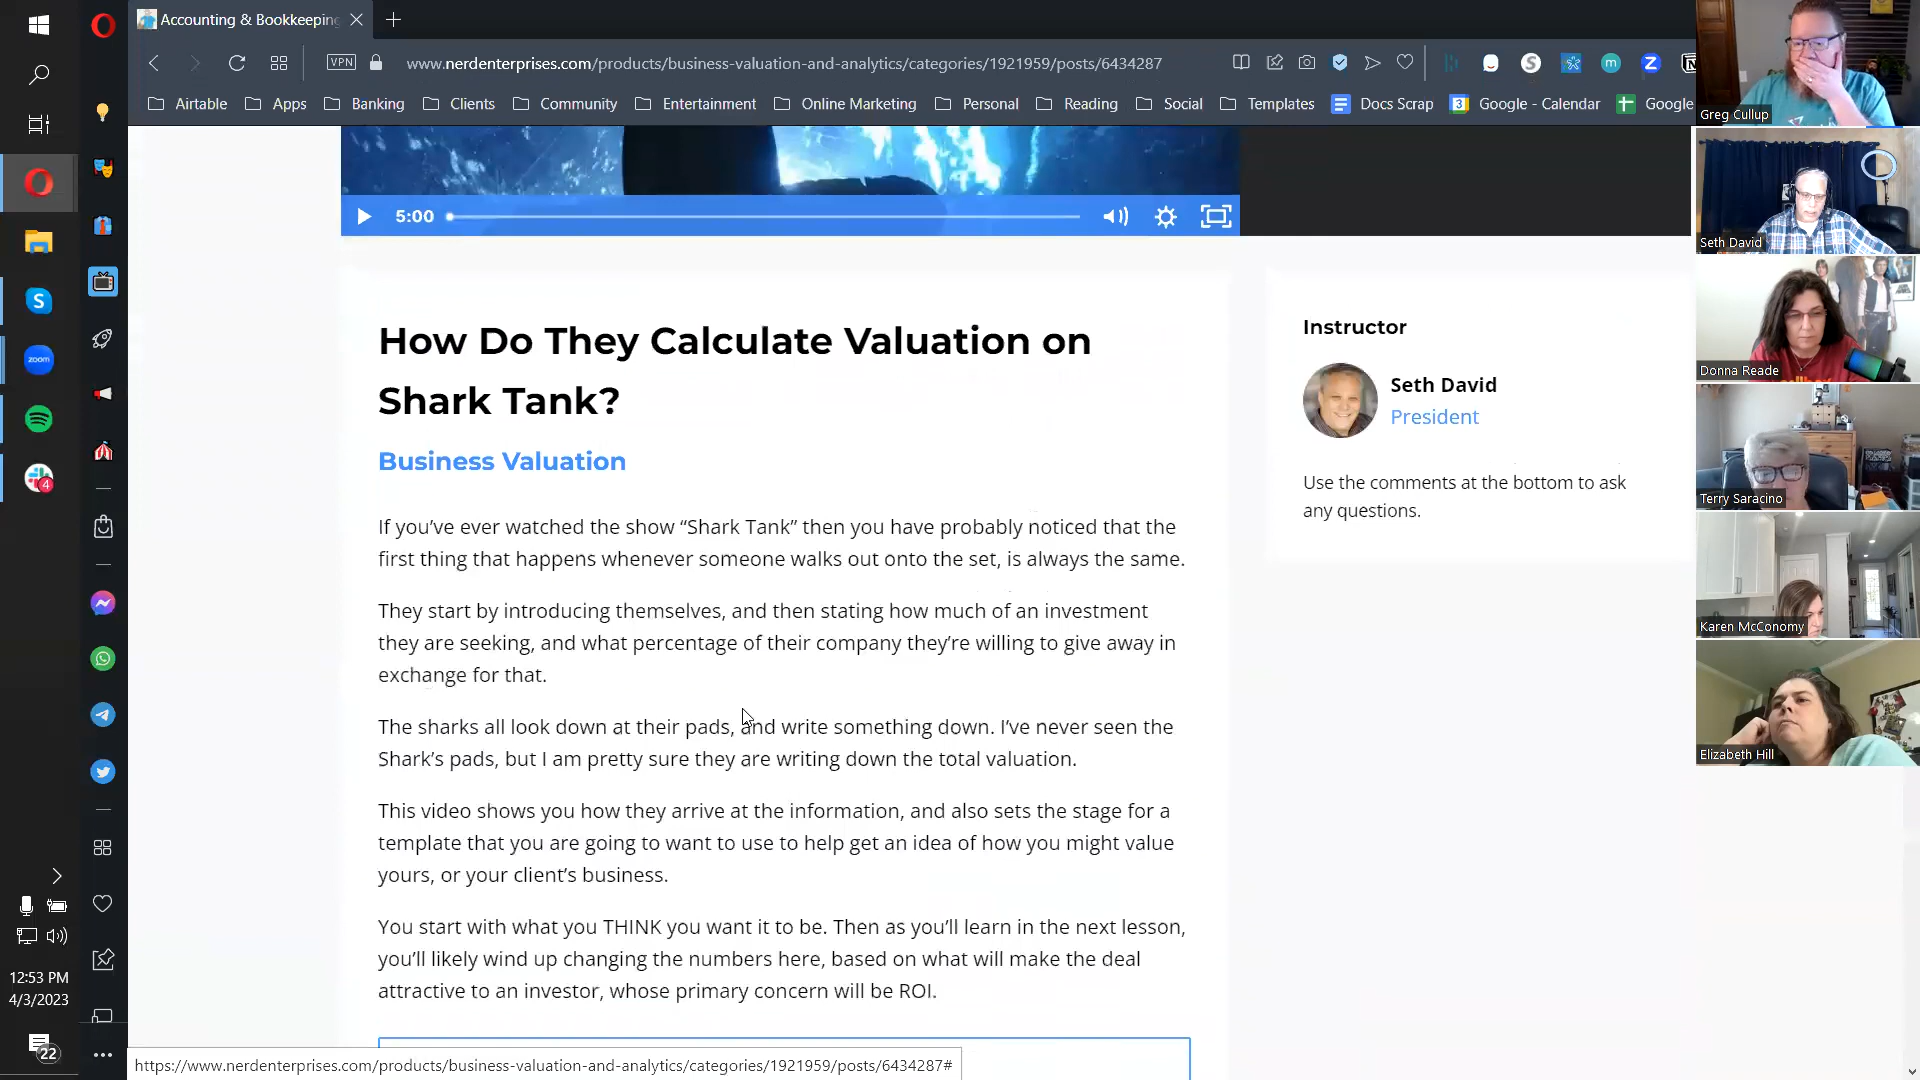 Accounting & Bookkeeping
VPN
www.nerdenterprises.com/products/business-valuation-and-analytics/categories/1921959/posts/6434287
Airtable
Apps
Banking
Clients
Community
Entertainment
Online Marketing
Personal
Reading
Social
Templates
Docs Scrap
Google - Calendar
Google
5:00
How Do They Calculate Valuation on
Shark Tank?
Business Valuation
If you’ve ever watched the show “Shark Tank” then you have probably noticed that the
first thing that happens whenever someone walks out onto the set, is always the same.
They start by introducing themselves, and then stating how much of an investment
they are seeking, and what percentage of their company they’re willing to give away in
exchange for that.
The sharks all look down at their pads, and write something down. I’ve never seen the
Shark’s pads, but I am pretty sure they are writing down the total valuation.
This video shows you how they arrive at the information, and also sets the stage for a
template that you are going to want to use to help get an idea of how you might value
yours, or your client’s business.
You start with what you THINK you want it to be. Then as you’ll learn in the next lesson,
you’ll likely wind up changing the numbers here, based on what will make the deal
attractive to an investor, whose primary concern will be ROI.
Instructor
Seth David
President
Use the comments at the bottom to ask
any questions.
Greg Cullup
Seth David
Donna Reade
Terry Saracino
Karen McConomy
Elizabeth Hill
zoom
S
4
12:53 PM
4/3/2023
22
https://www.nerdenterprises.com/products/business-valuation-and-analytics/categories/1921959/posts/6434287#